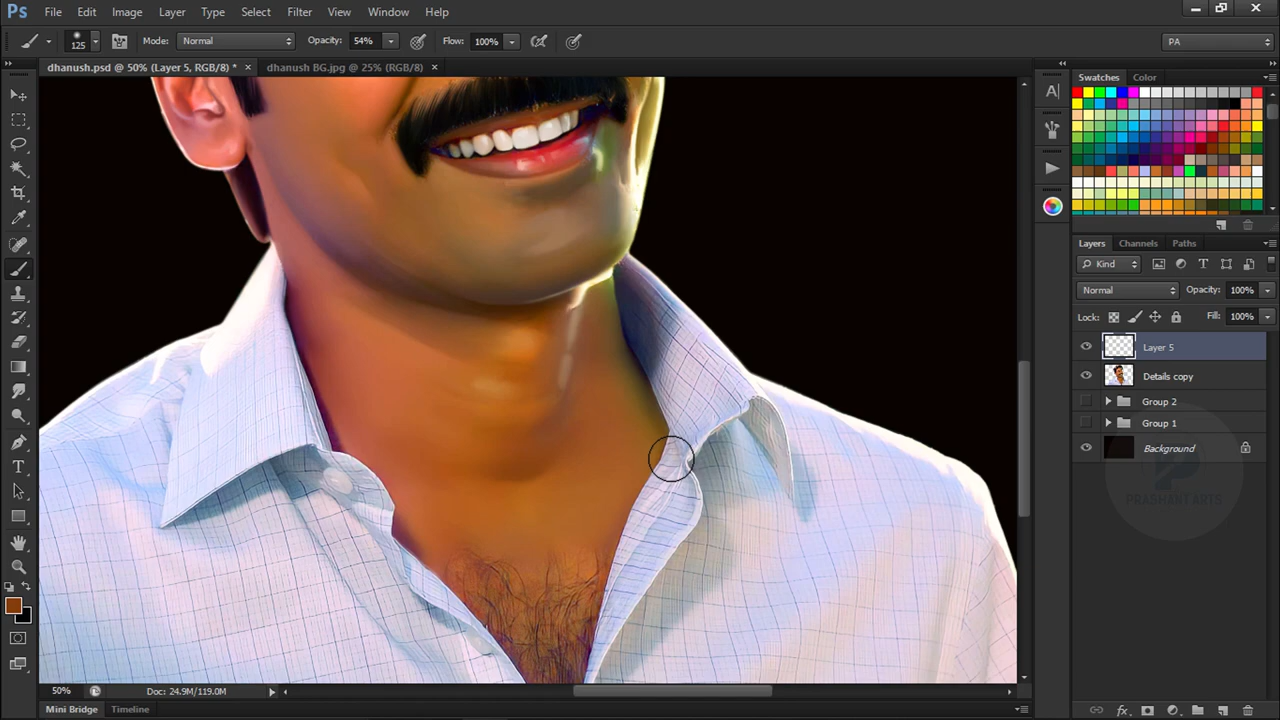 Ps File Edit Image Layer Type Select Filter View Window Help
125 Mode: Normal Opacity: 54% Flow: 100% PA
dhanush.psd @ 50% (Layer 5, RGB/8) * × dhanush BG.jpg @ 25% (RGB/8) ×
Swatches Color
Layers Channels Paths
Kind
Normal Opacity: 100%
Lock: Fill: 100%
Layer 5
Details copy
Group 2
Group 1
Background
PRASHANT ARTS
50% Doc: 24.9M/119.0M
Mini Bridge Timeline